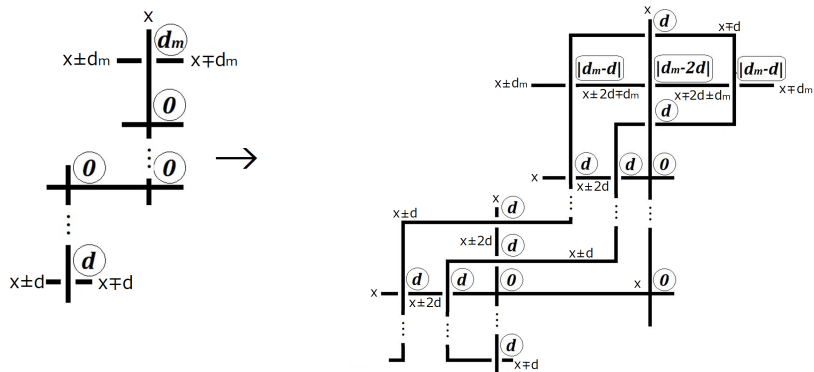 x
dm
x±dm x∓dm
0
0 0
d
x±d x∓d
→
x d x∓d
|dm-d| |dm-2d| |dm-d|
x±dm x±2d∓dm x∓2d±dm x∓dm
d
x d d 0
x±2d
x d
x±d
x±2d d x±d
x d d 0 x 0
x±2d
d
x∓d